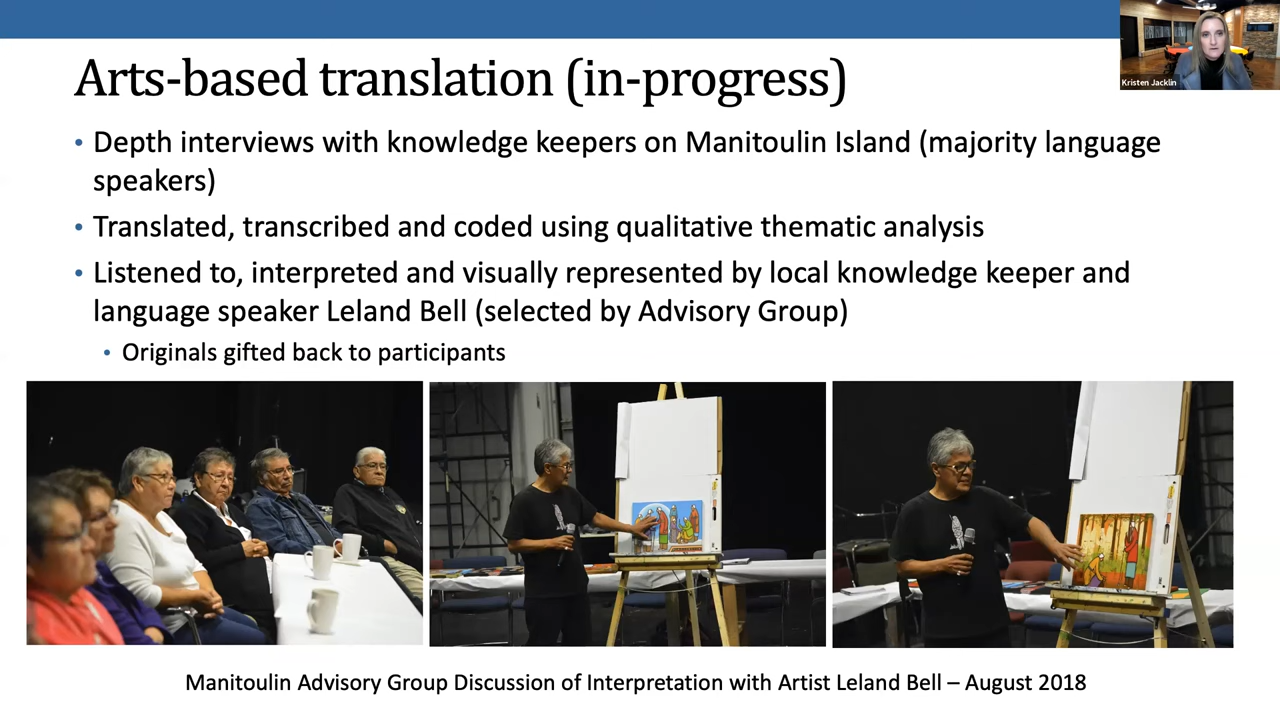 Kristen Jacklin
Arts-based translation (in-progress)
• Depth interviews with knowledge keepers on Manitoulin Island (majority language
speakers)
• Translated, transcribed and coded using qualitative thematic analysis
• Listened to, interpreted and visually represented by local knowledge keeper and
language speaker Leland Bell (selected by Advisory Group)
• Originals gifted back to participants
Manitoulin Advisory Group Discussion of Interpretation with Artist Leland Bell – August 2018